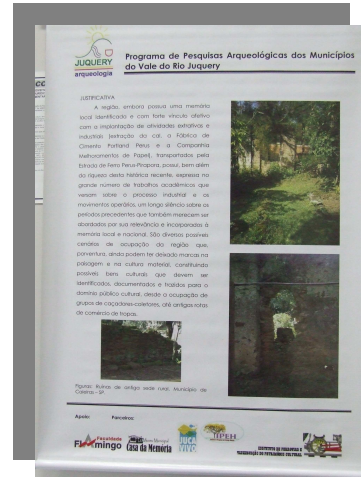 JUQUERY
arqueologia
Programa de Pesquisas Arqueológicas dos Municípios
do Vale do Rio Juquery
JUSTIFICATIVA
A região, embora possua uma memória
local identificada e com forte vínculo afetivo
com a implantação de atividades extrativas e
industriais (extração da cal, a Fábrica de
Cimento Portland Perus e a Companhia
Melhoramentos de Papel), transportados pela
Estrada de Ferro Perus-Pirapora, possui, bem além
da riqueza desta histórica recente, expressa no
grande número de trabalhos acadêmicos que
versam sobre o processo industrial e os
movimentos operários, um longo silêncio sobre os
períodos precedentes que também merecem ser
abordados por sua relevância e incorporados à
memória local e nacional. São diversos possíveis
cenários de ocupação da região que,
porventura, ainda podem ter deixado marcas na
paisagem e na cultura material, constituindo
possíveis bens culturais que devem ser
identificados, documentados e trazidos para o
domínio público cultural, desde a ocupação de
grupos de caçadores-coletores, até antigas rotas
de comércio de tropas.
Figuras: Ruínas de antiga sede rural, Município de
Caieiras - SP.
Apoio: Parceiros:
Faculdade
Flamingo
Casa da Memória
JUCA
VIVO
IIPEH